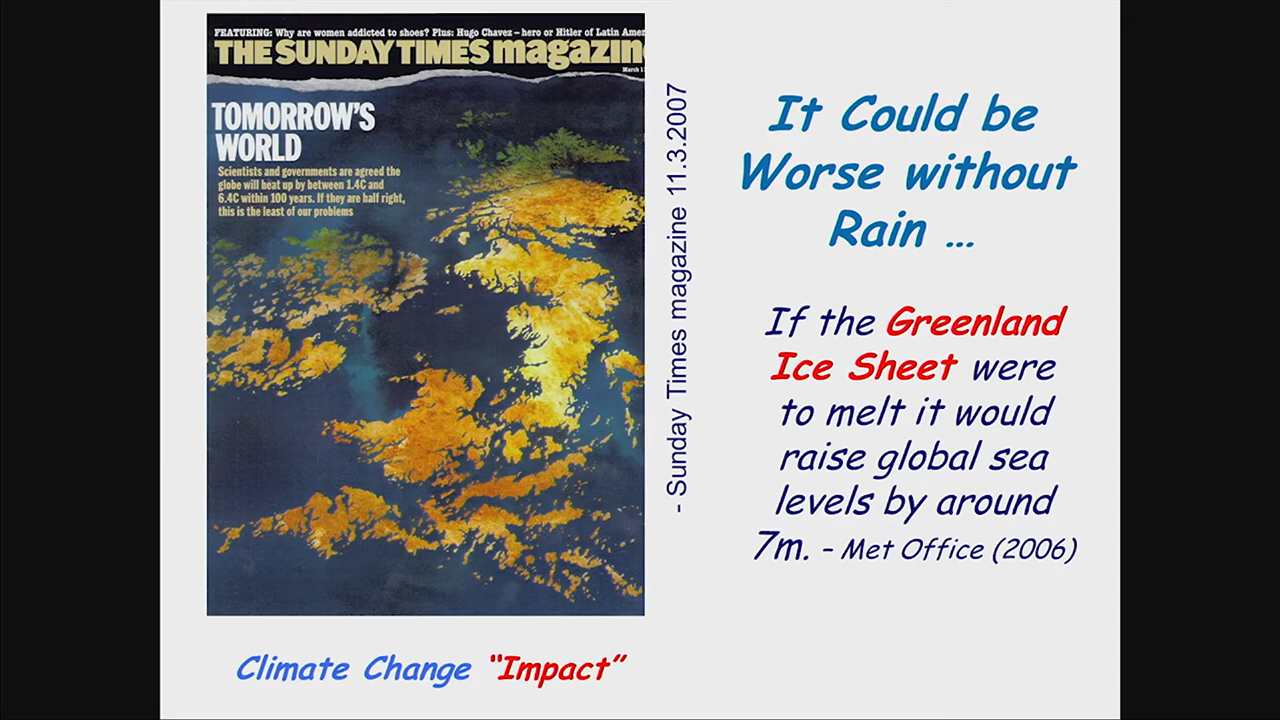 FEATURING: Why are women addicted to shoes? Plus: Hugo Chavez – hero or Hitler of Latin Amer
THE SUNDAY TIMES magazin
March 1
TOMORROW'S
WORLD
Scientists and governments are agreed the
globe will heat up by between 1.4C and
6.4C within 100 years. If they are half right,
this is the least of our problems
- Sunday Times magazine 11.3.2007
It Could be
Worse without
Rain ...
If the Greenland
Ice Sheet were
to melt it would
raise global sea
levels by around
7m. – Met Office (2006)
Climate Change "Impact"